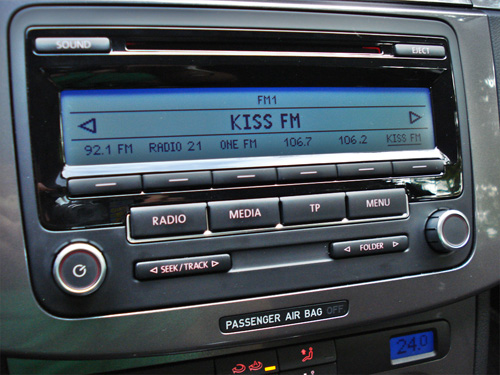 SOUND
EJECT
FM1
KISS FM
92.1 FM RADIO 21 ONE FM 106.7 106.2 KISS FM
RADIO MEDIA TP MENU
SEEK / TRACK
FOLDER
PASSENGER AIR BAG OFF
24.0